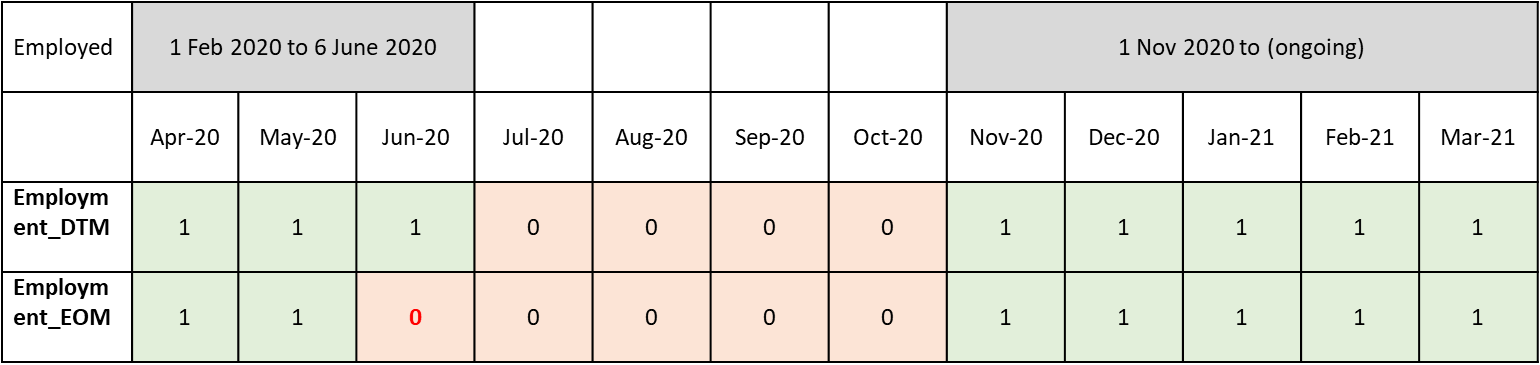 Employed 1 Feb 2020 to 6 June 2020 1 Nov 2020 to (ongoing)
Apr-20 May-20 Jun-20 Jul-20 Aug-20 Sep-20 Oct-20 Nov-20 Dec-20 Jan-21 Feb-21 Mar-21
Employm
ent_DTM 1 1 1 0 0 0 0 1 1 1 1 1
Employm
ent_EOM 1 1 0 0 0 0 0 1 1 1 1 1